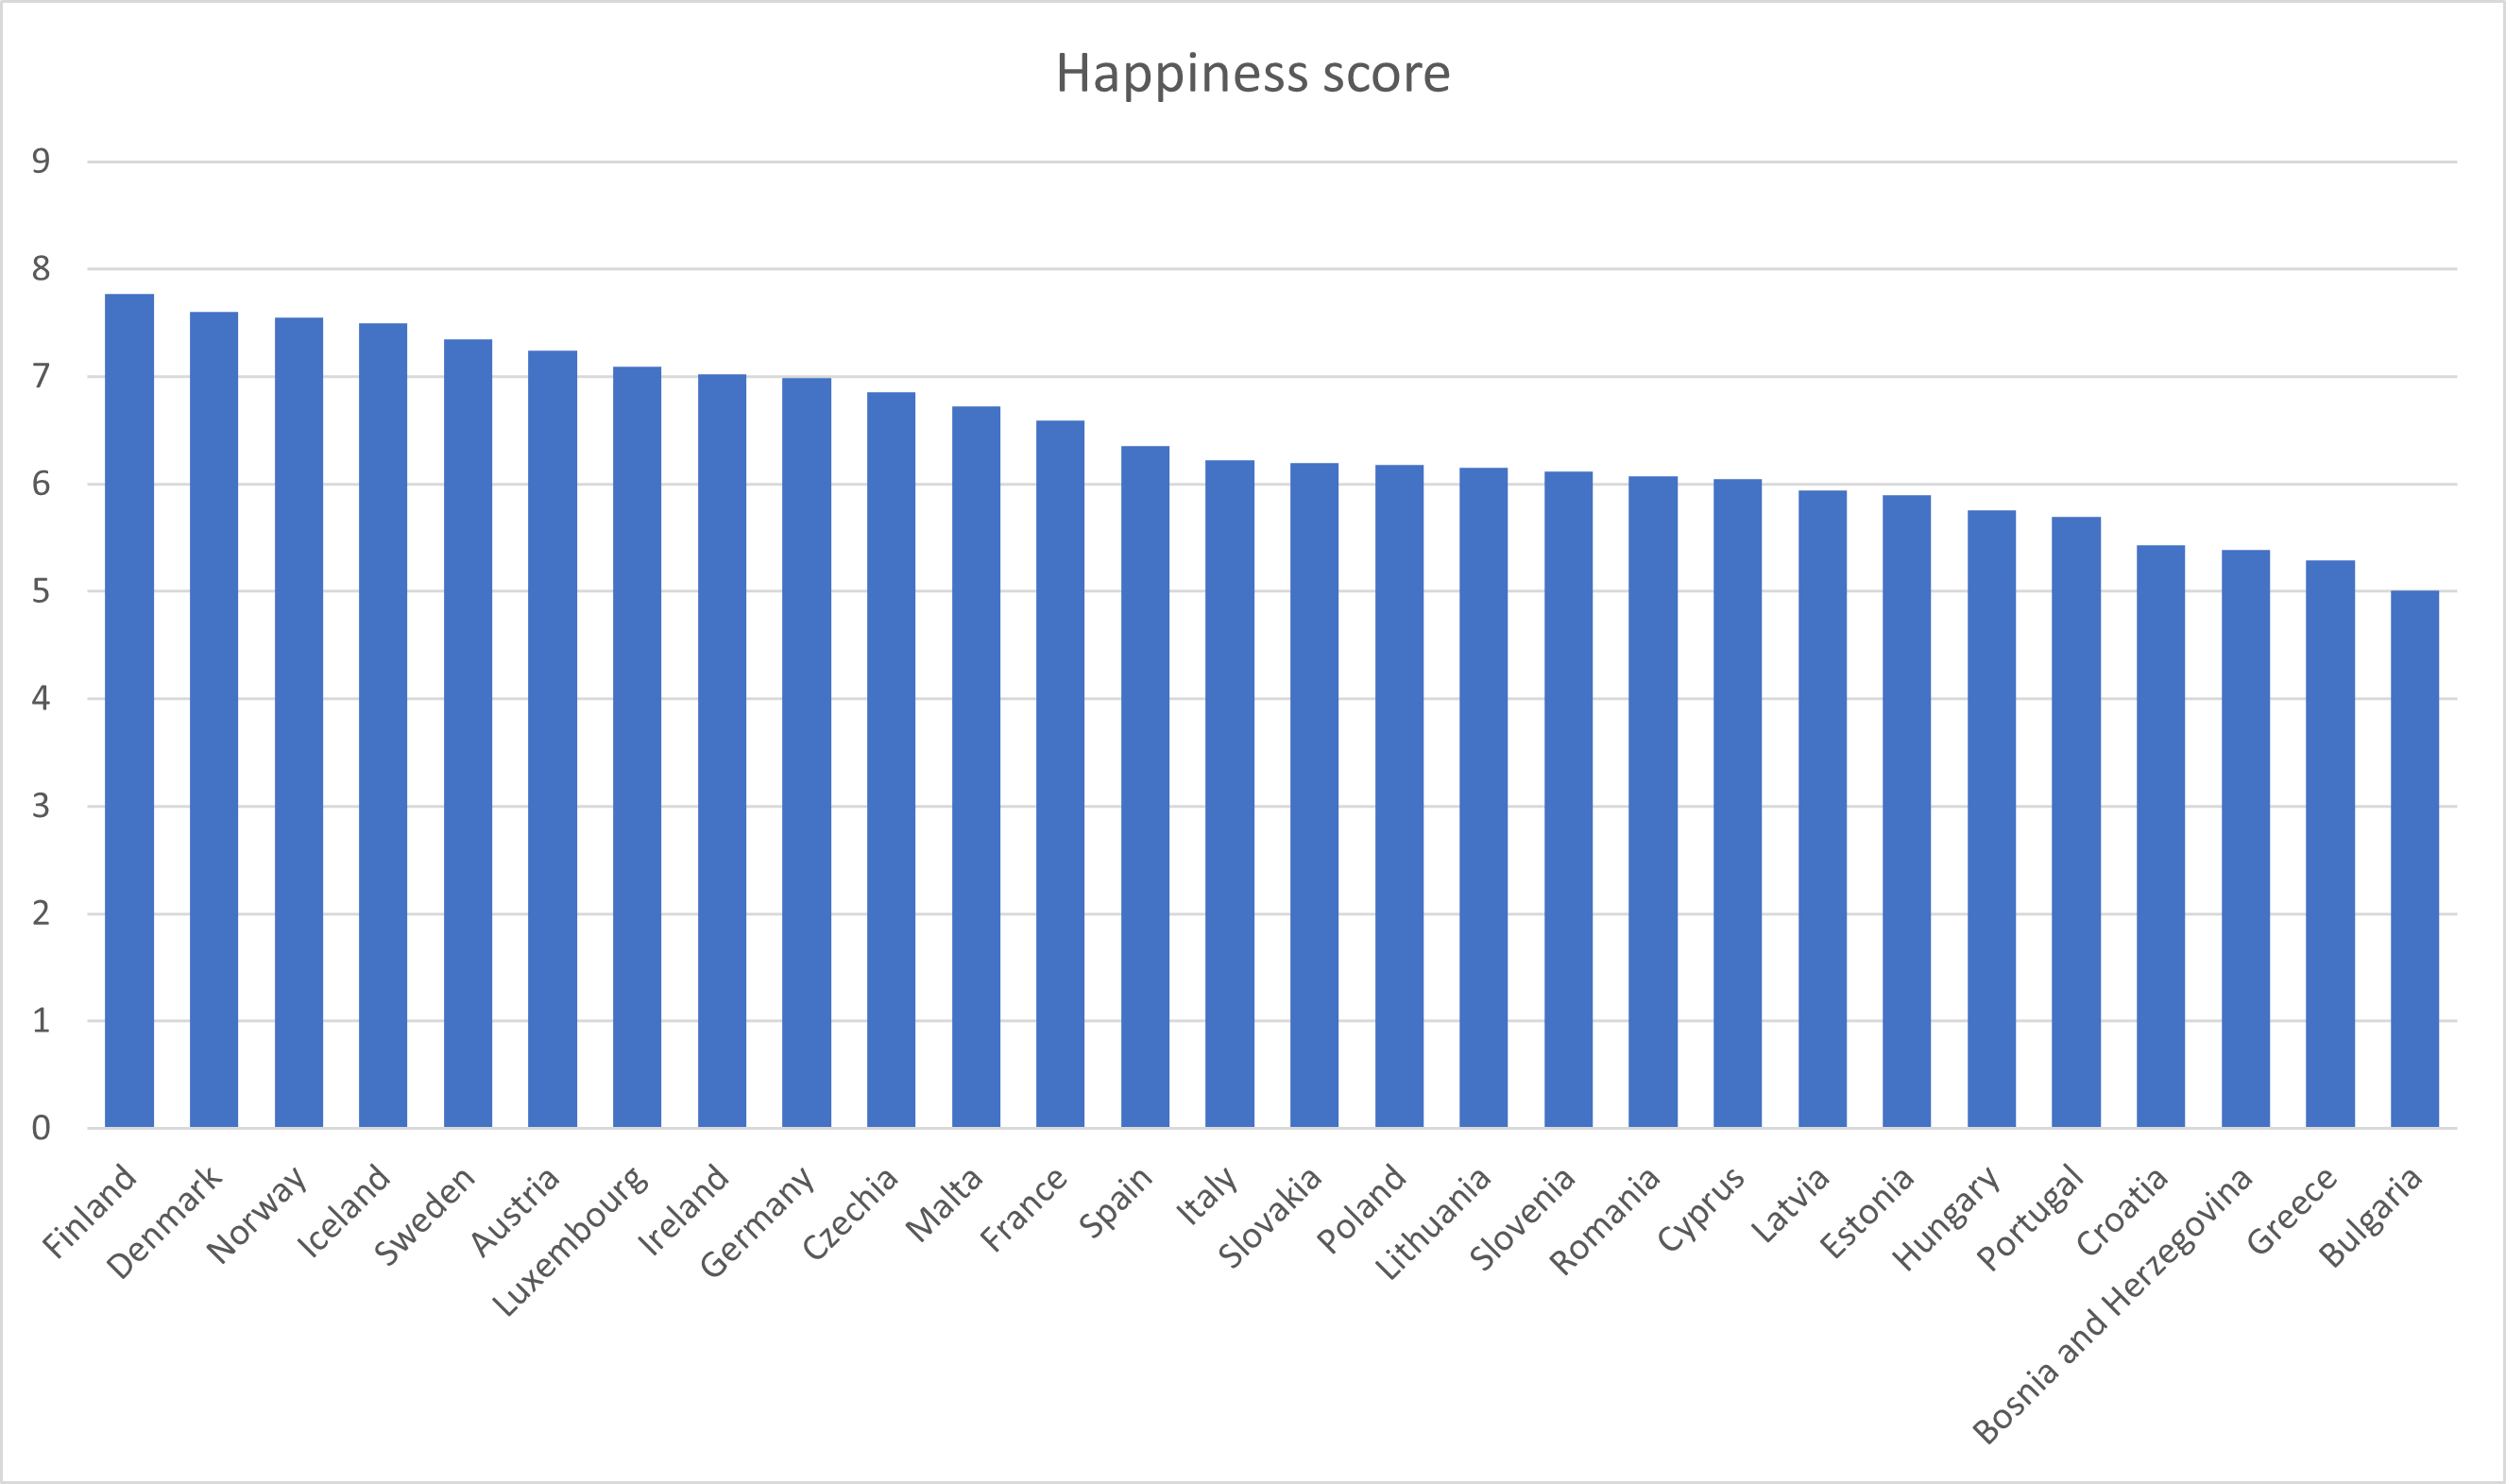 Happiness score
9
8
7
6
5
4
3
2
1
0
Finland
Denmark
Norway
Iceland
Sweden
Austria
Luxembourg
Ireland
Germany
Czechia
Malta
France
Spain
Italy
Slovakia
Poland
Lithuania
Slovenia
Romania
Cyprus
Latvia
Estonia
Hungary
Portugal
Croatia
Bosnia and Herzegovina
Greece
Bulgaria